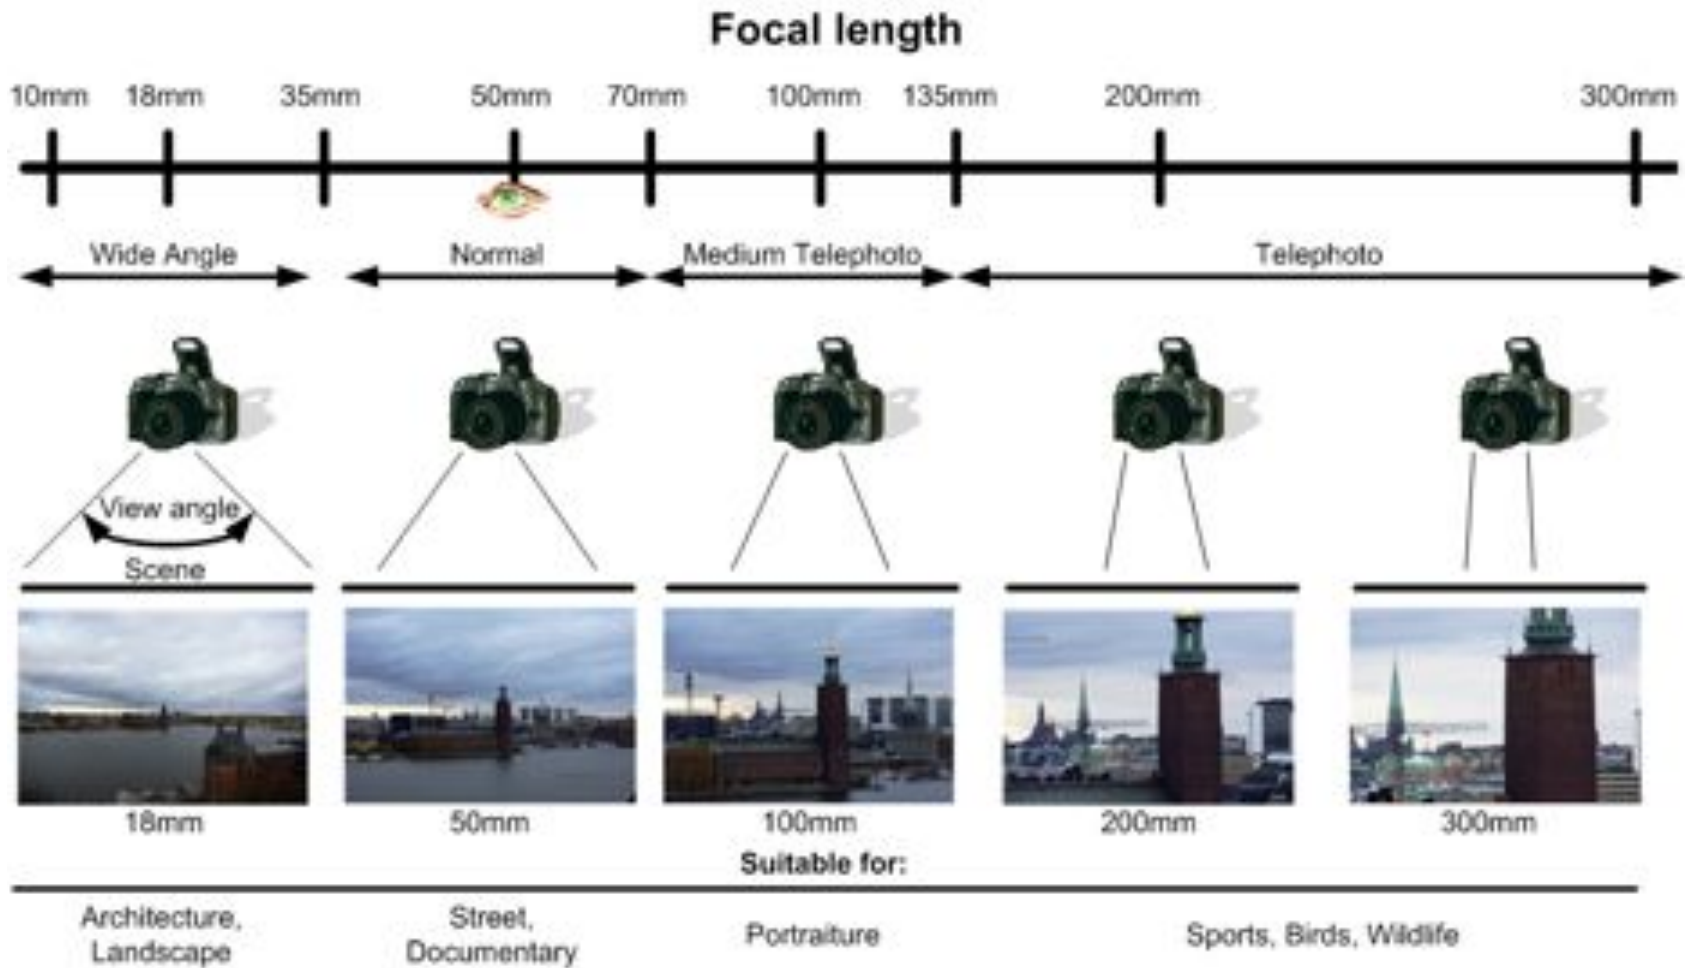 Focal length
10mm 18mm 35mm 50mm 70mm 100mm 135mm 200mm 300mm
Wide Angle Normal Medium Telephoto Telephoto
View angle
Scene
18mm 50mm 100mm 200mm 300mm
Suitable for:
Architecture,
Landscape
Street,
Documentary
Portraiture
Sports, Birds, Wildlife